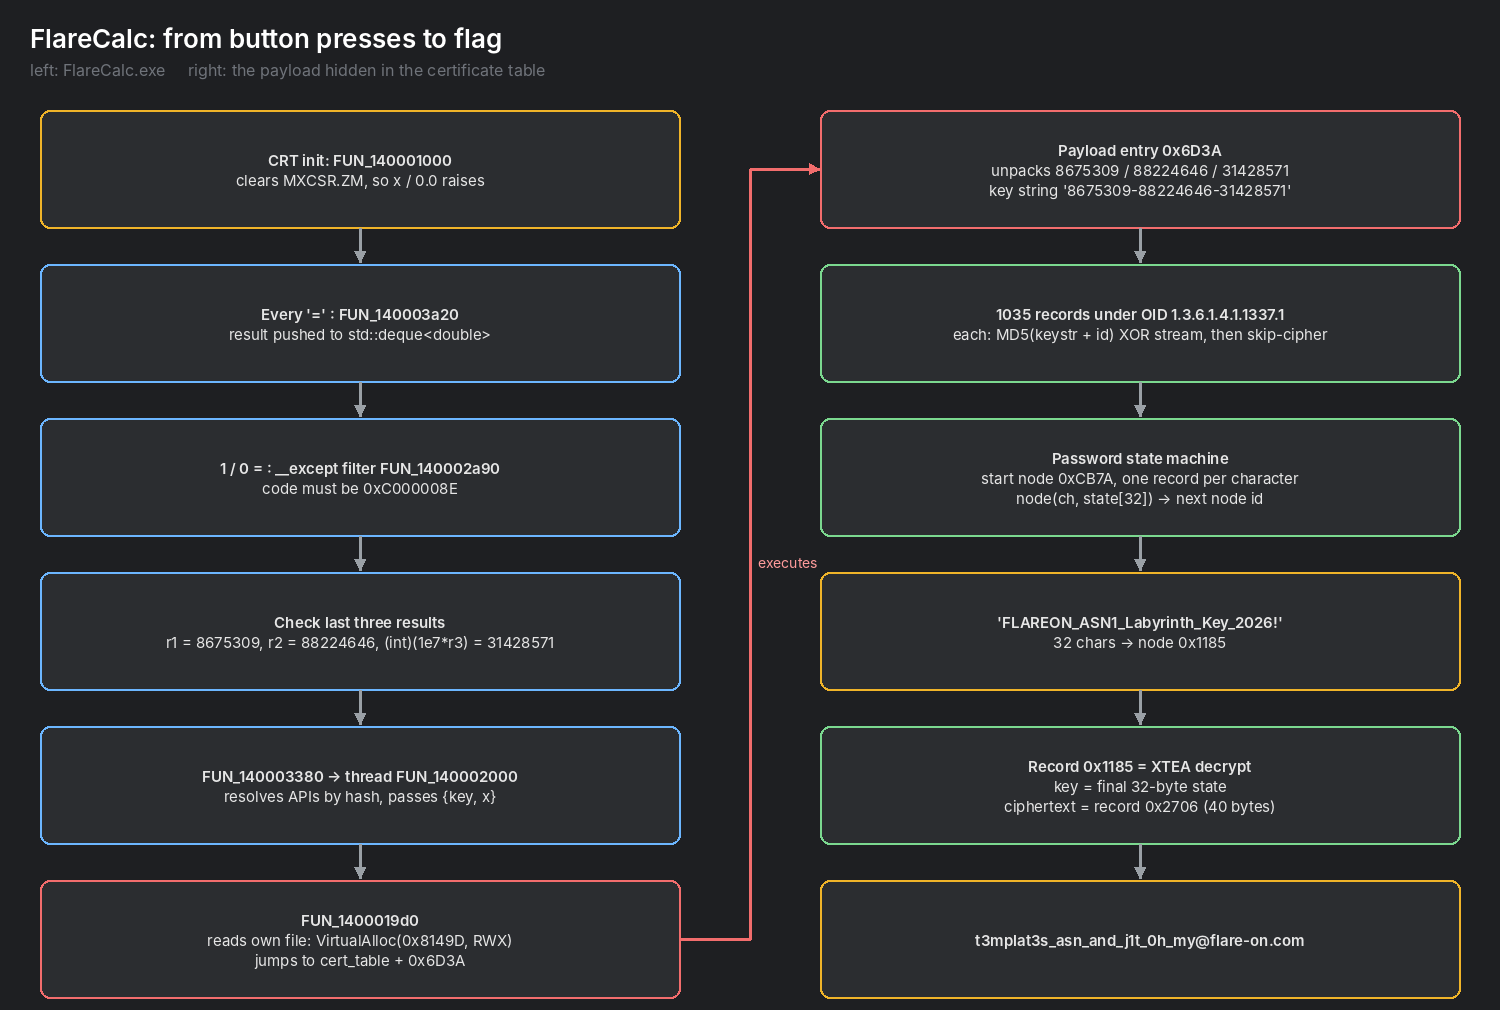 FlareCalc: from button presses to flag
left: FlareCalc.exe right: the payload hidden in the certificate table
CRT init: FUN_140001000
clears MXCSR.ZM, so x / 0.0 raises
Every '=' : FUN_140003a20
result pushed to std::deque<double>
1 / 0 = : __except filter FUN_140002a90
code must be 0xC000008E
Check last three results
r1 = 8675309, r2 = 88224646, (int)(1e7*r3) = 31428571
FUN_140003380 → thread FUN_140002000
resolves APIs by hash, passes {key, x}
FUN_1400019d0
reads own file: VirtualAlloc(0x8149D, RWX)
jumps to cert_table + 0x6D3A
executes
Payload entry 0x6D3A
unpacks 8675309 / 88224646 / 31428571
key string '8675309-88224646-31428571'
1035 records under OID 1.3.6.1.4.1.1337.1
each: MD5(keystr + id) XOR stream, then skip-cipher
Password state machine
start node 0xCB7A, one record per character
node(ch, state[32]) → next node id
'FLAREON_ASN1_Labyrinth_Key_2026!'
32 chars → node 0x1185
Record 0x1185 = XTEA decrypt
key = final 32-byte state
ciphertext = record 0x2706 (40 bytes)
t3mplat3s_asn_and_j1t_0h_my@flare-on.com